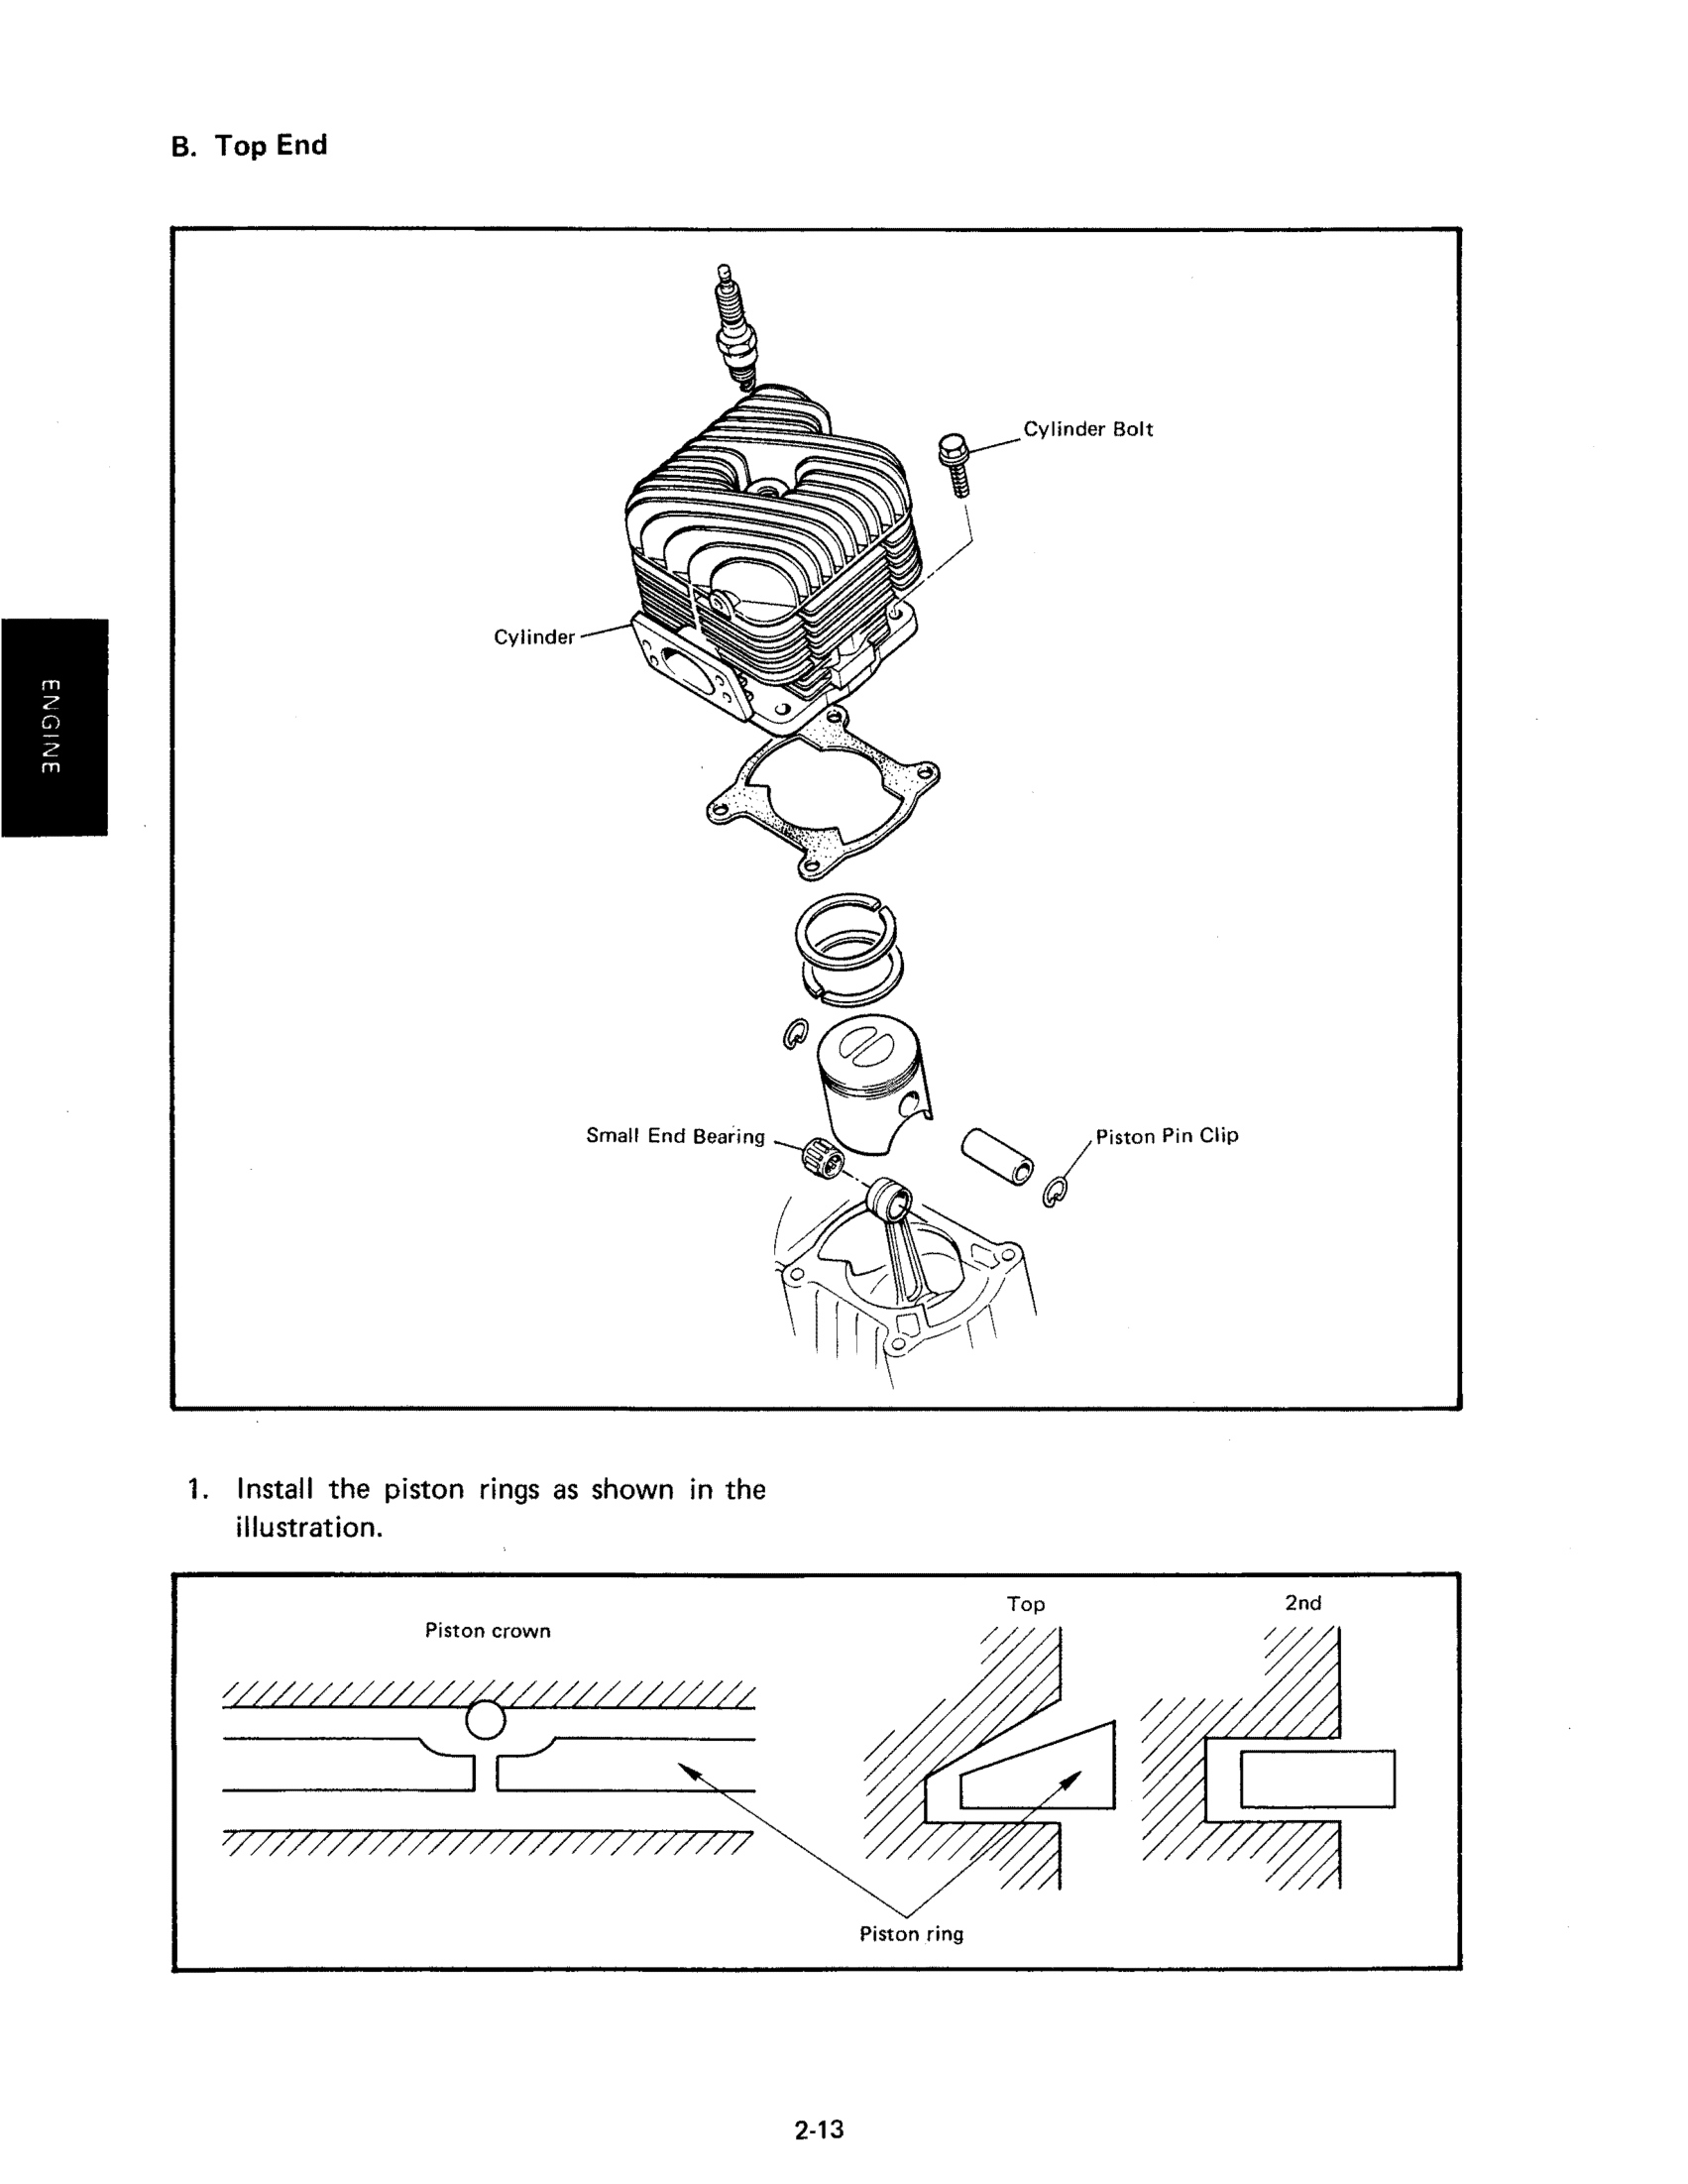 B. Top End
Cylinder Bolt
Cylinder
ENGINE
Small End Bearing
Piston Pin Clip
1. Install the piston rings as shown in the
illustration.
Top
2nd
Piston crown
Piston ring
2-13